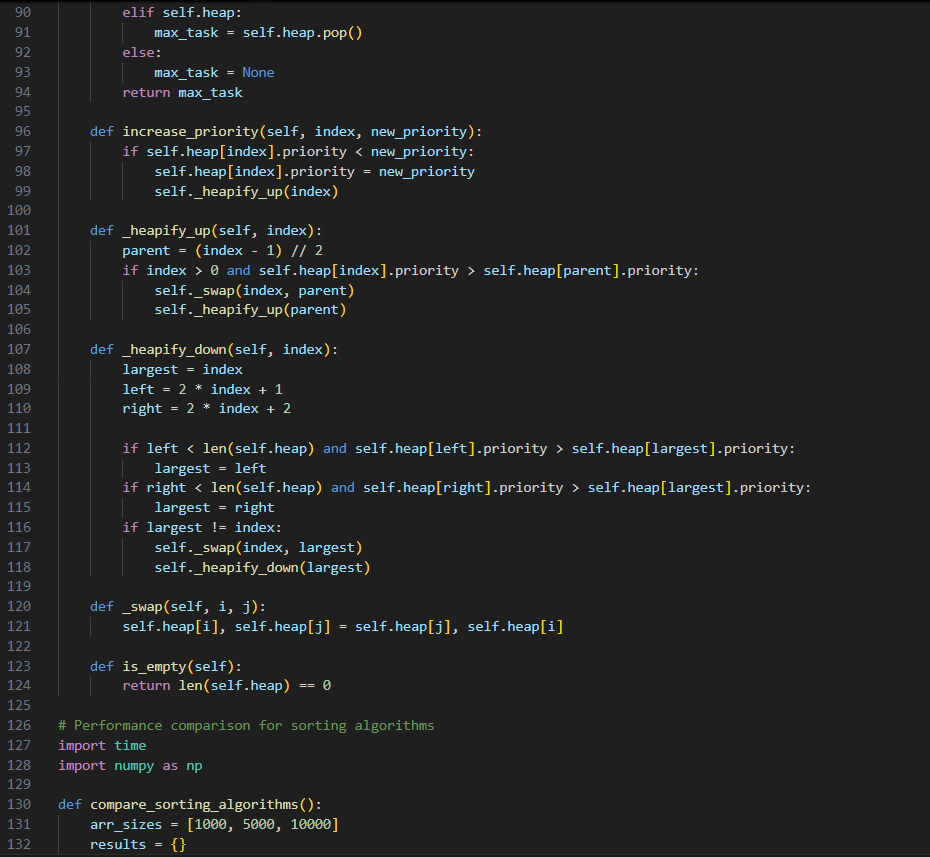 90 elif self.heap:
91 max_task = self.heap.pop()
92 else:
93 max_task = None
94 return max_task
95
96 def increase_priority(self, index, new_priority):
97 if self.heap[index].priority < new_priority:
98 self.heap[index].priority = new_priority
99 self._heapify_up(index)
100
101 def _heapify_up(self, index):
102 parent = (index - 1) // 2
103 if index > 0 and self.heap[index].priority > self.heap[parent].priority:
104 self._swap(index, parent)
105 self._heapify_up(parent)
106
107 def _heapify_down(self, index):
108 largest = index
109 left = 2 * index + 1
110 right = 2 * index + 2
111
112 if left < len(self.heap) and self.heap[left].priority > self.heap[largest].priority:
113 largest = left
114 if right < len(self.heap) and self.heap[right].priority > self.heap[largest].priority:
115 largest = right
116 if largest != index:
117 self._swap(index, largest)
118 self._heapify_down(largest)
119
120 def _swap(self, i, j):
121 self.heap[i], self.heap[j] = self.heap[j], self.heap[i]
122
123 def is_empty(self):
124 return len(self.heap) == 0
125
126 # Performance comparison for sorting algorithms
127 import time
128 import numpy as np
129
130 def compare_sorting_algorithms():
131 arr_sizes = [1000, 5000, 10000]
132 results = {}